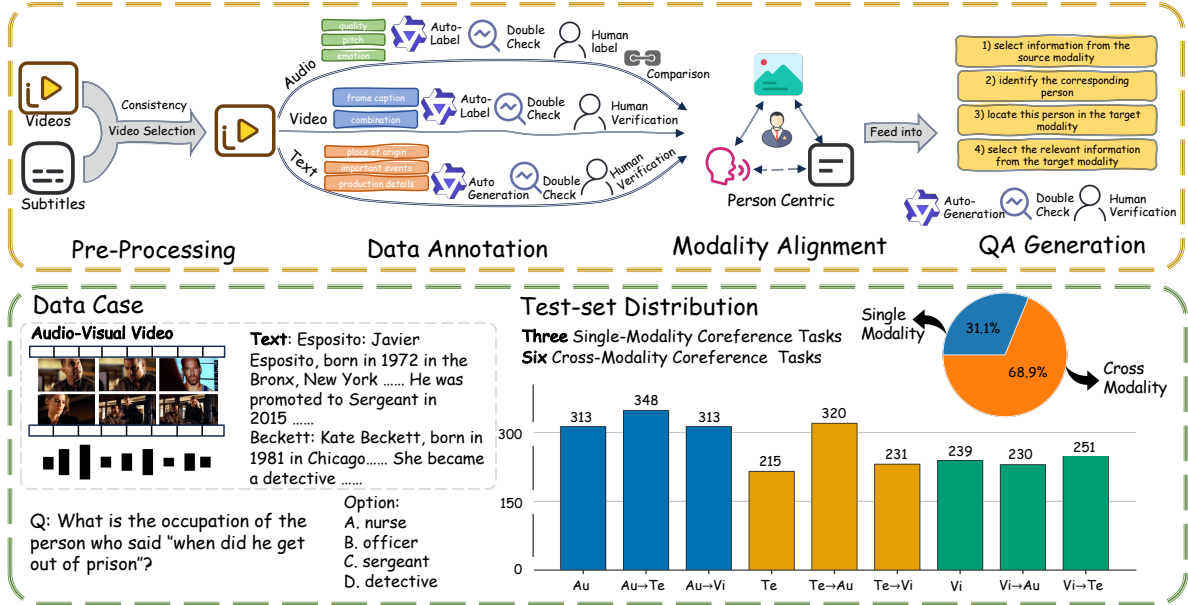 Videos
Subtitles
Consistency
Video Selection
Pre-Processing
Audio
quality
pitch
emotion
Auto-
Label
Double
Check
Human
label
Comparison
Video
frame caption
combination
Auto-
Label
Double
Check
Human
Verification
Text
place of origin
important events
production details
Auto
Generation
Double
Check
Human
Verification
Data Annotation
Person Centric
Modality Alignment
Feed into
1) select information from the
source modality
2) identify the corresponding
person
3) locate this person in the target
modality
4) select the relevant information
from the target modality
Auto-
Generation
Double
Check
Human
Verification
QA Generation
Data Case
Audio-Visual Video
Text: Esposito: Javier
Esposito, born in 1972 in the
Bronx, New York ...... He was
promoted to Sergeant in
2015 ......
Beckett: Kate Beckett, born in
1981 in Chicago...... She became
a detective ......
Q: What is the occupation of the
person who said "when did he get
out of prison"?
Option:
A. nurse
B. officer
C. sergeant
D. detective
Test-set Distribution
Three Single-Modality Coreference Tasks
Six Cross-Modality Coreference Tasks
Single
Modality
31.1%
68.9%
Cross
Modality
300
150
0
313
348
313
215
320
231
239
230
251
Au
Au→Te
Au→Vi
Te
Te→Au
Te→Vi
Vi
Vi→Au
Vi→Te